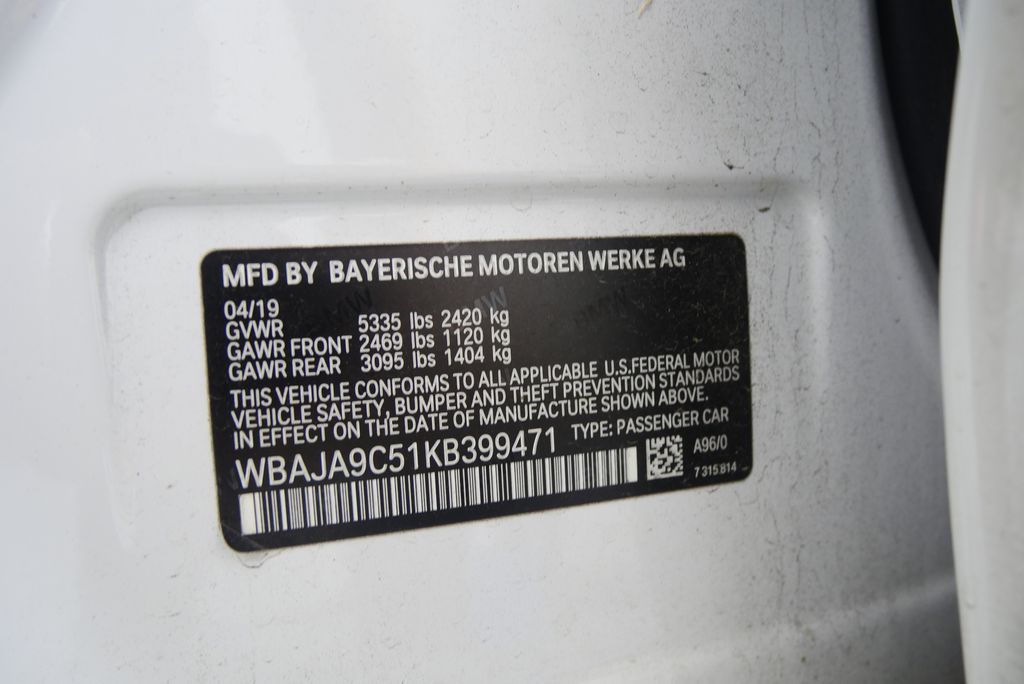 MFD BY BAYERISCHE MOTOREN WERKE AG
04/19
GVWR 5335 lbs 2420 kg
GAWR FRONT 2469 lbs 1120 kg
GAWR REAR 3095 lbs 1404 kg
THIS VEHICLE CONFORMS TO ALL APPLICABLE U.S.FEDERAL MOTOR
VEHICLE SAFETY, BUMPER AND THEFT PREVENTION STANDARDS
IN EFFECT ON THE DATE OF MANUFACTURE SHOWN ABOVE.
WBAJA9C51KB399471 TYPE: PASSENGER CAR
A96/0
7 315.814